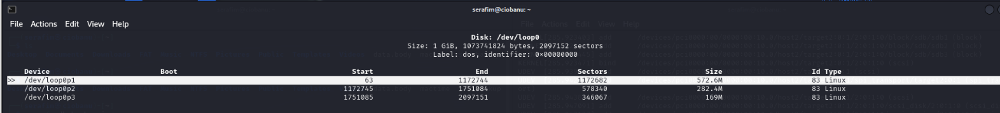 serafim@ciobanu: ~
File Actions Edit View Help
Disk: /dev/loop0
Size: 1 GiB, 1073741824 bytes, 2097152 sectors
Label: dos, identifier: 0×00000000
Device Boot Start End Sectors Size Id Type
>> /dev/loop0p1 63 1172744 1172682 572.6M 83 Linux
/dev/loop0p2 1172745 1751084 578340 282.4M 83 Linux
/dev/loop0p3 1751085 2097151 346067 169M 83 Linux